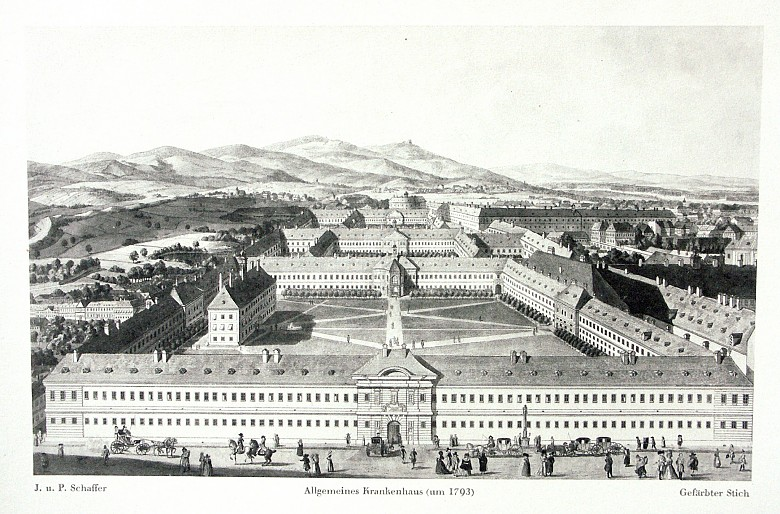 J. u. P. Schaffer Allgemeines Krankenhaus (um 1793) Gefärbter Stich